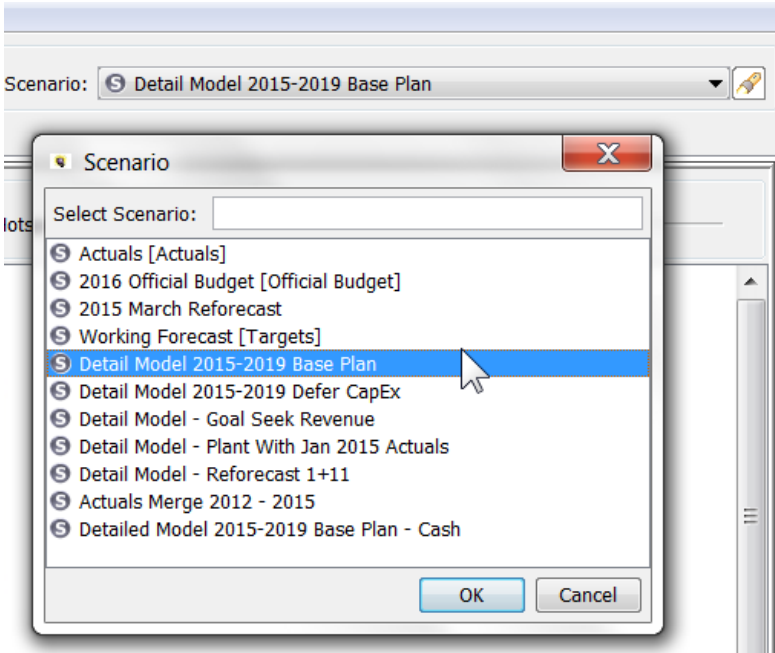 Scenario: S Detail Model 2015-2019 Base Plan
Scenario
lots
Select Scenario:
S Actuals [Actuals]
S 2016 Official Budget [Official Budget]
S 2015 March Reforecast
S Working Forecast [Targets]
S Detail Model 2015-2019 Base Plan
S Detail Model 2015-2019 Defer CapEx
S Detail Model - Goal Seek Revenue
S Detail Model - Plant With Jan 2015 Actuals
S Detail Model - Reforecast 1+11
S Actuals Merge 2012 - 2015
S Detailed Model 2015-2019 Base Plan - Cash
OK Cancel